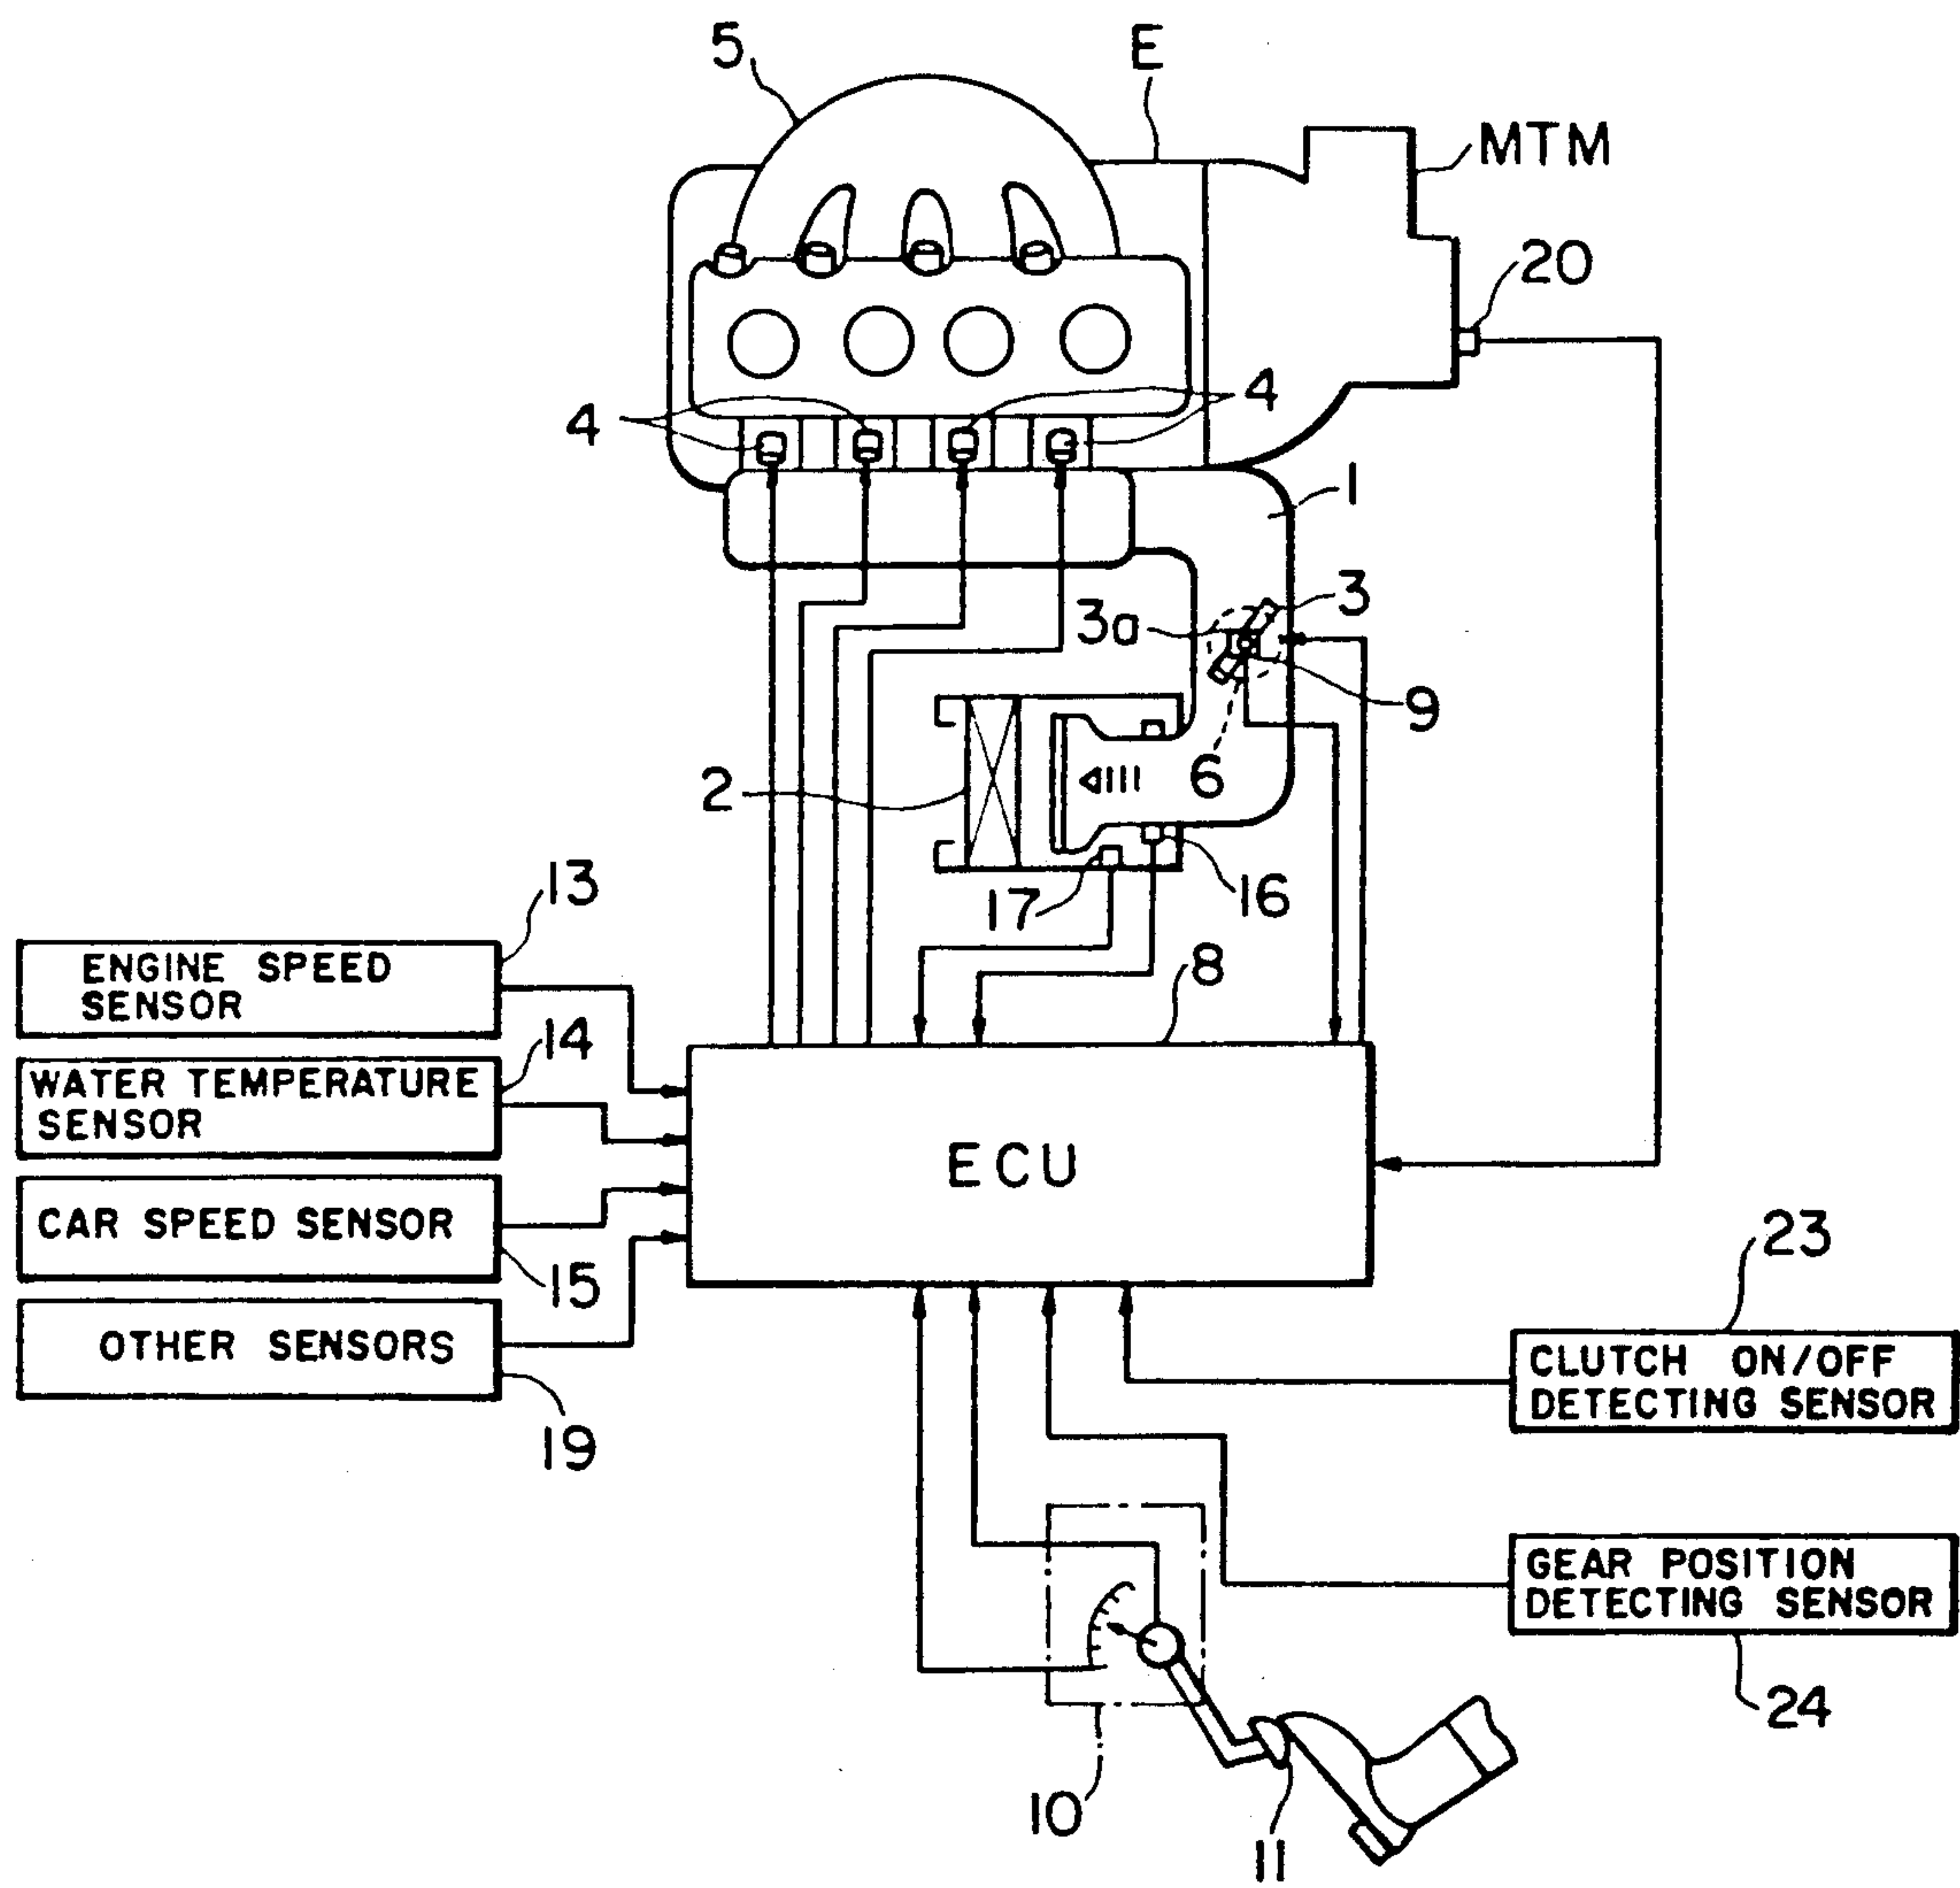 5
E
MTM
20
4
4
1
3
3a
9
6
2
16
17
13
ENGINE SPEED
SENSOR
8
14
WATER TEMPERATURE
SENSOR
ECU
CAR SPEED SENSOR
15
23
OTHER SENSORS
19
CLUTCH ON/OFF
DETECTING SENSOR
GEAR POSITION
DETECTING SENSOR
24
10
11